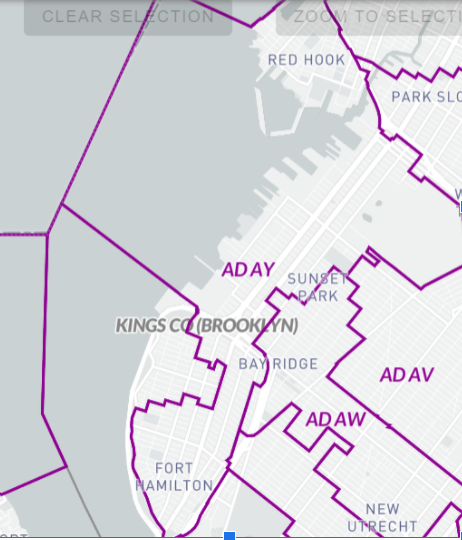 CLEAR SELECTION
ZOOM TO SELECTI
RED HOOK
PARK SLO
AD AY
SUNSET
PARK
KINGS CO (BROOKLYN)
BAY RIDGE
AD AV
AD AW
FORT
HAMILTON
NEW
UTRECHT